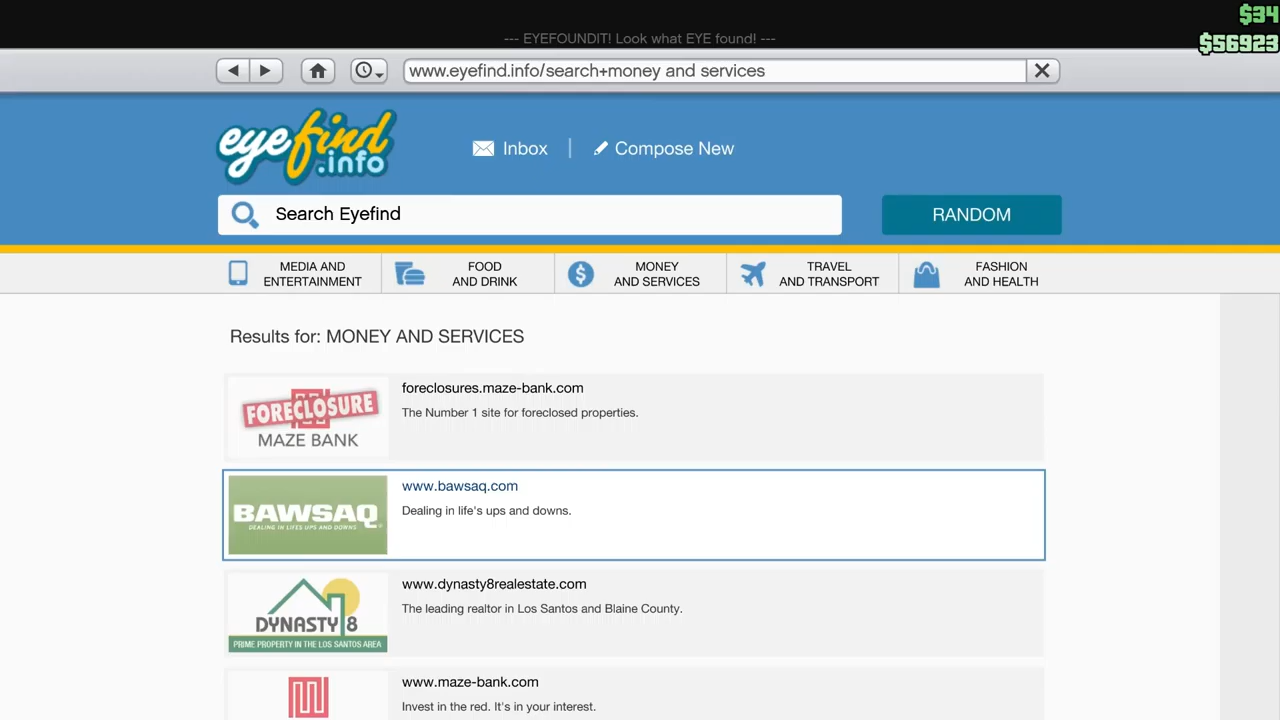 $34
--- EYEFOUNDIT! Look what EYE found! ---
$56923
www.eyefind.info/search+money and services
eyefind
.info
Inbox
Compose New
Search Eyefind
RANDOM
MEDIA AND
ENTERTAINMENT
FOOD
AND DRINK
MONEY
AND SERVICES
TRAVEL
AND TRANSPORT
FASHION
AND HEALTH
Results for: MONEY AND SERVICES
FORECLOSURE
MAZE BANK
foreclosures.maze-bank.com
The Number 1 site for foreclosed properties.
BAWSAQ
DEALING IN LIFE'S UPS AND DOWNS
www.bawsaq.com
Dealing in life's ups and downs.
DYNASTY 8
PRIME PROPERTY IN THE LOS SANTOS AREA
www.dynasty8realestate.com
The leading realtor in Los Santos and Blaine County.
www.maze-bank.com
Invest in the red. It's in your interest.